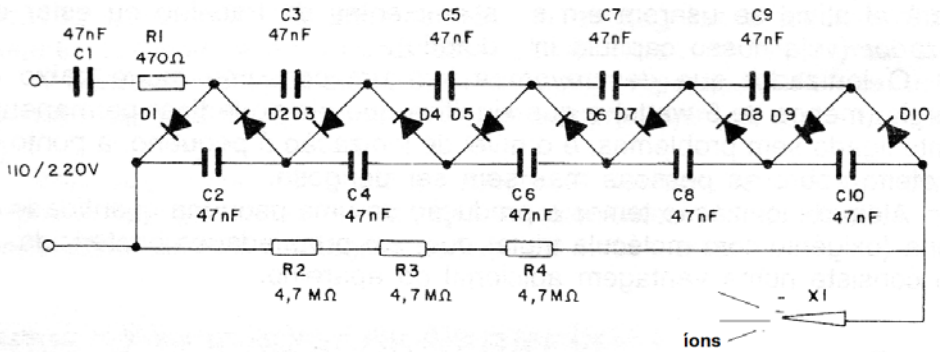 C3
C5
C7
C9
47nF
C1
R1
470Ω
47nF
47nF
47nF
47nF
D1
D2
D3
D4
D5
D6
D7
D8
D9
D10
110/220V
C2
47nF
C4
47nF
C6
47nF
C8
47nF
C10
47nF
R2
4,7 MΩ
R3
4,7 MΩ
R4
4,7 MΩ
X1
íons